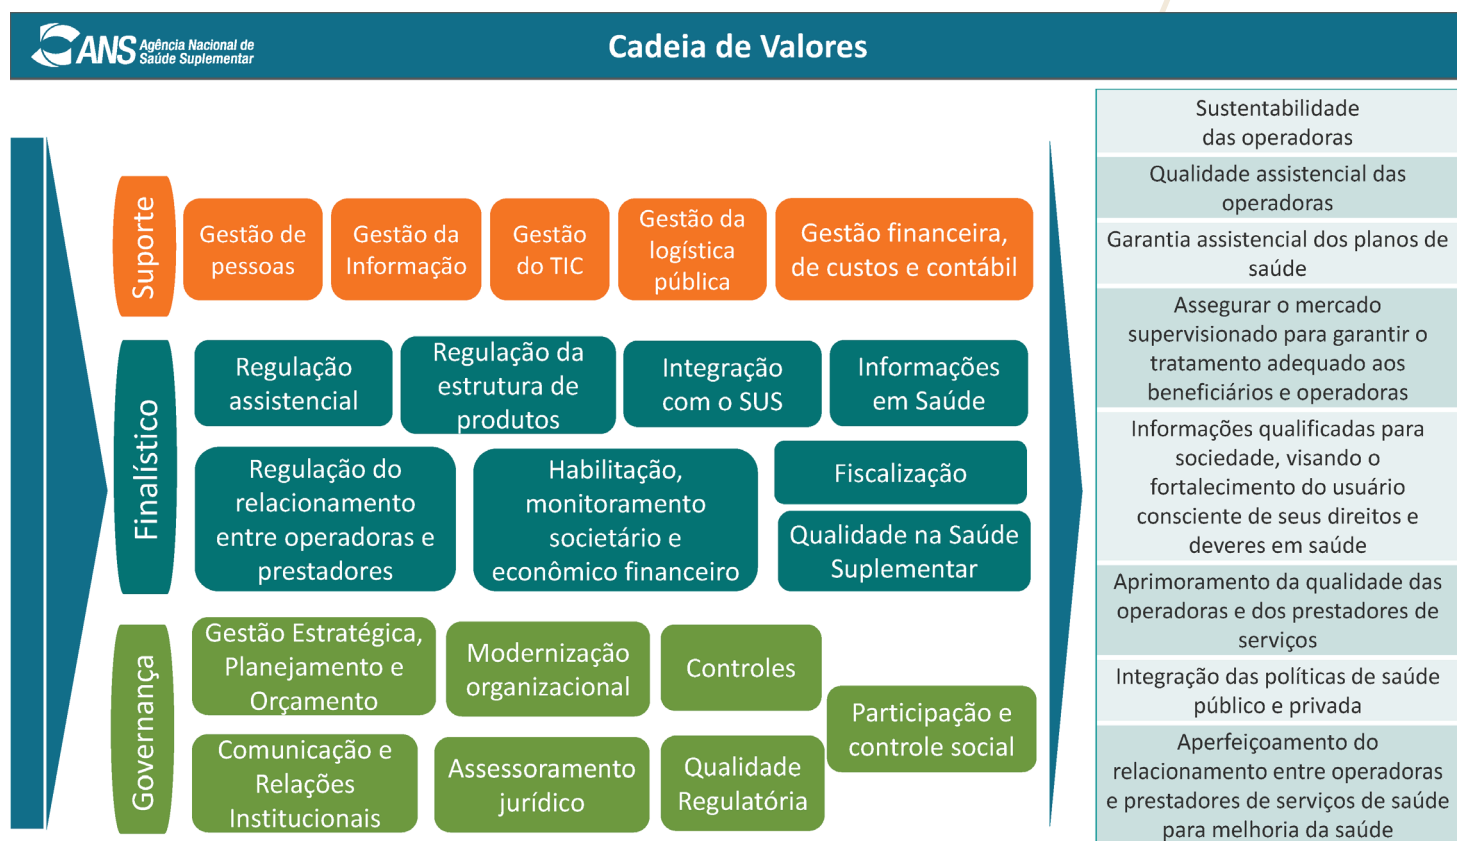 ANS Agência Nacional de
Saúde Suplementar
Cadeia de Valores
Suporte
Gestão de
pessoas
Gestão da
Informação
Gestão
do TIC
Gestão da
logística
pública
Gestão financeira,
de custos e contábil
Finalístico
Regulação
assistencial
Regulação da
estrutura de
produtos
Integração
com o SUS
Informações
em Saúde
Regulação do
relacionamento
entre operadoras e
prestadores
Habilitação,
monitoramento
societário e
econômico financeiro
Fiscalização
Qualidade na Saúde
Suplementar
Governança
Gestão Estratégica,
Planejamento e
Orçamento
Modernização
organizacional
Controles
Participação e
controle social
Comunicação e
Relações
Institucionais
Assessoramento
jurídico
Qualidade
Regulatória
Sustentabilidade
das operadoras
Qualidade assistencial das
operadoras
Garantia assistencial dos planos de
saúde
Assegurar o mercado
supervisionado para garantir o
tratamento adequado aos
beneficiários e operadoras
Informações qualificadas para
sociedade, visando o
fortalecimento do usuário
consciente de seus direitos e
deveres em saúde
Aprimoramento da qualidade das
operadoras e dos prestadores de
serviços
Integração das políticas de saúde
público e privada
Aperfeiçoamento do
relacionamento entre operadoras
e prestadores de serviços de saúde
para melhoria da saúde